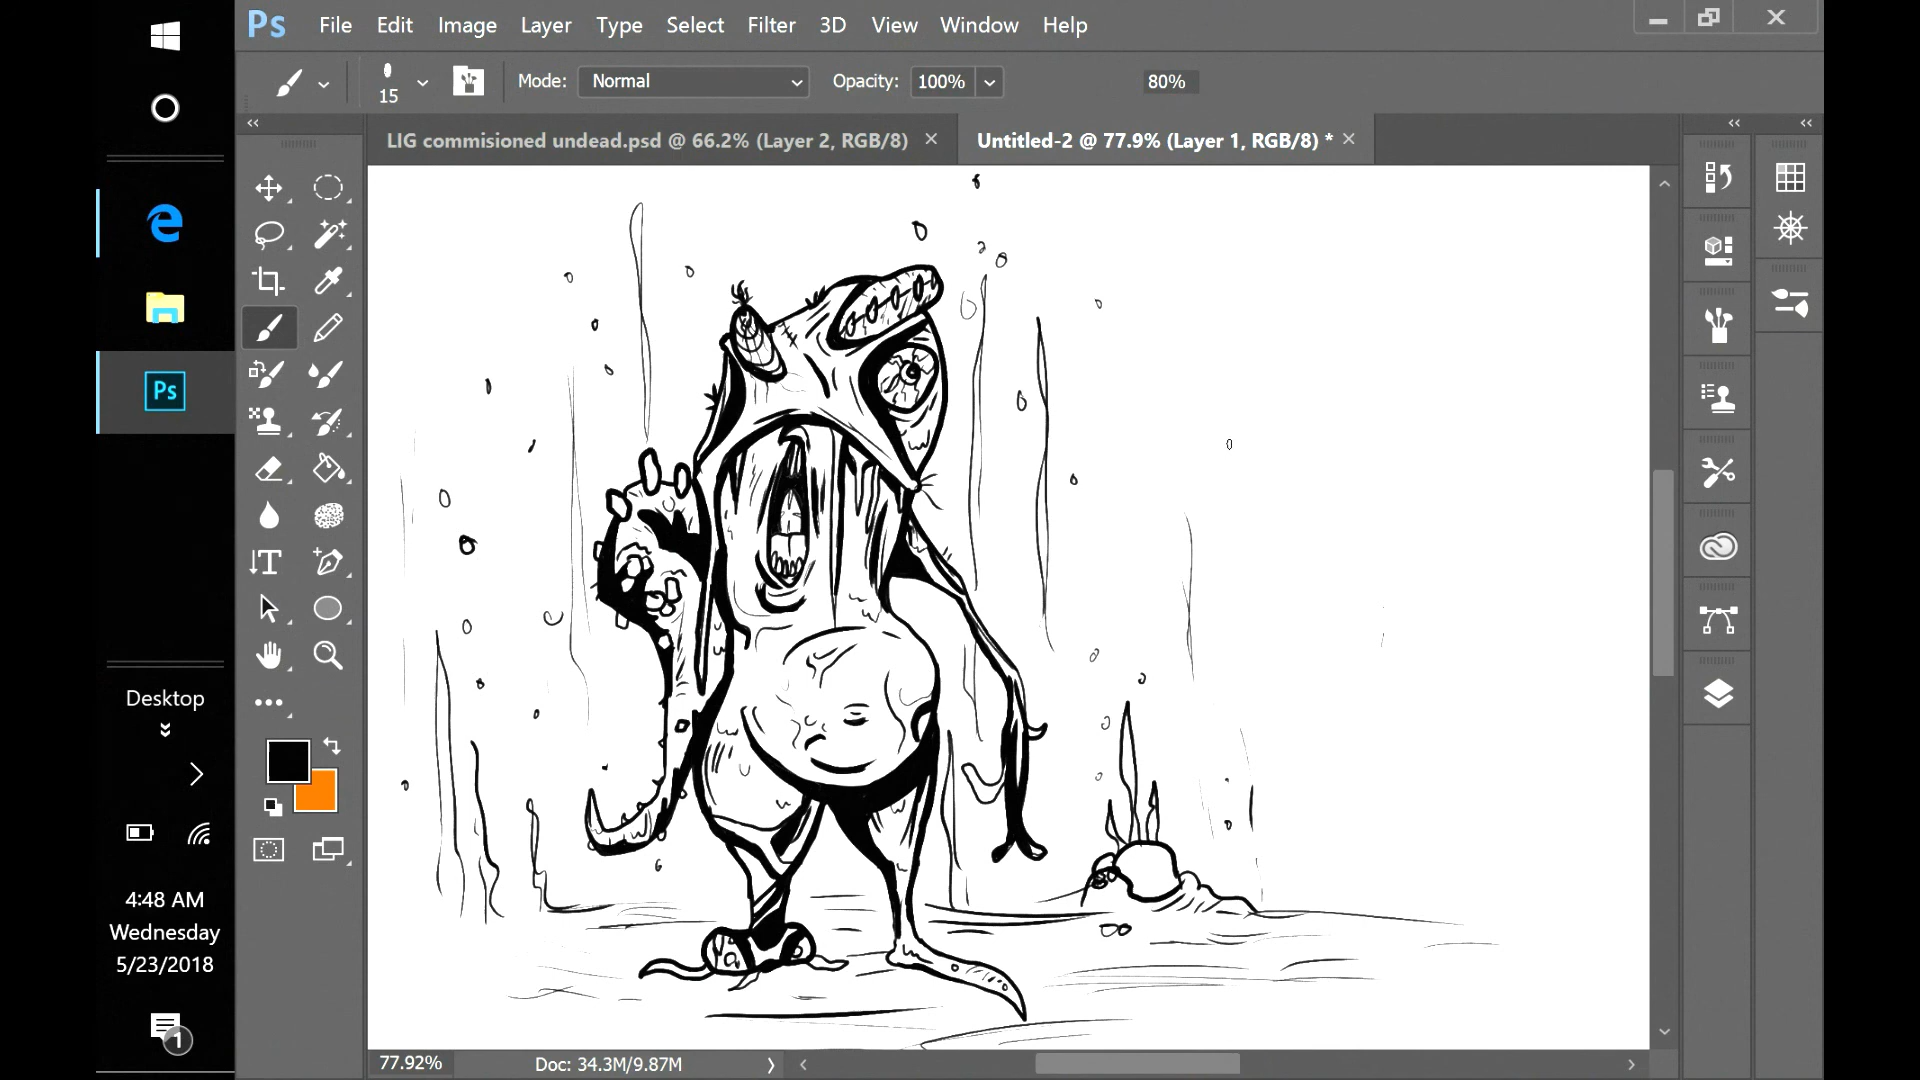 Ps File Edit Image Layer Type Select Filter 3D View Window Help
15 Mode: Normal Opacity: 100% 80%
LIG commisioned undead.psd @ 66.2% (Layer 2, RGB/8) × Untitled-2 @ 77.9% (Layer 1, RGB/8) * ×
Ps
Desktop
4:48 AM
Wednesday
5/23/2018
1
77.92% Doc: 34.3M/9.87M